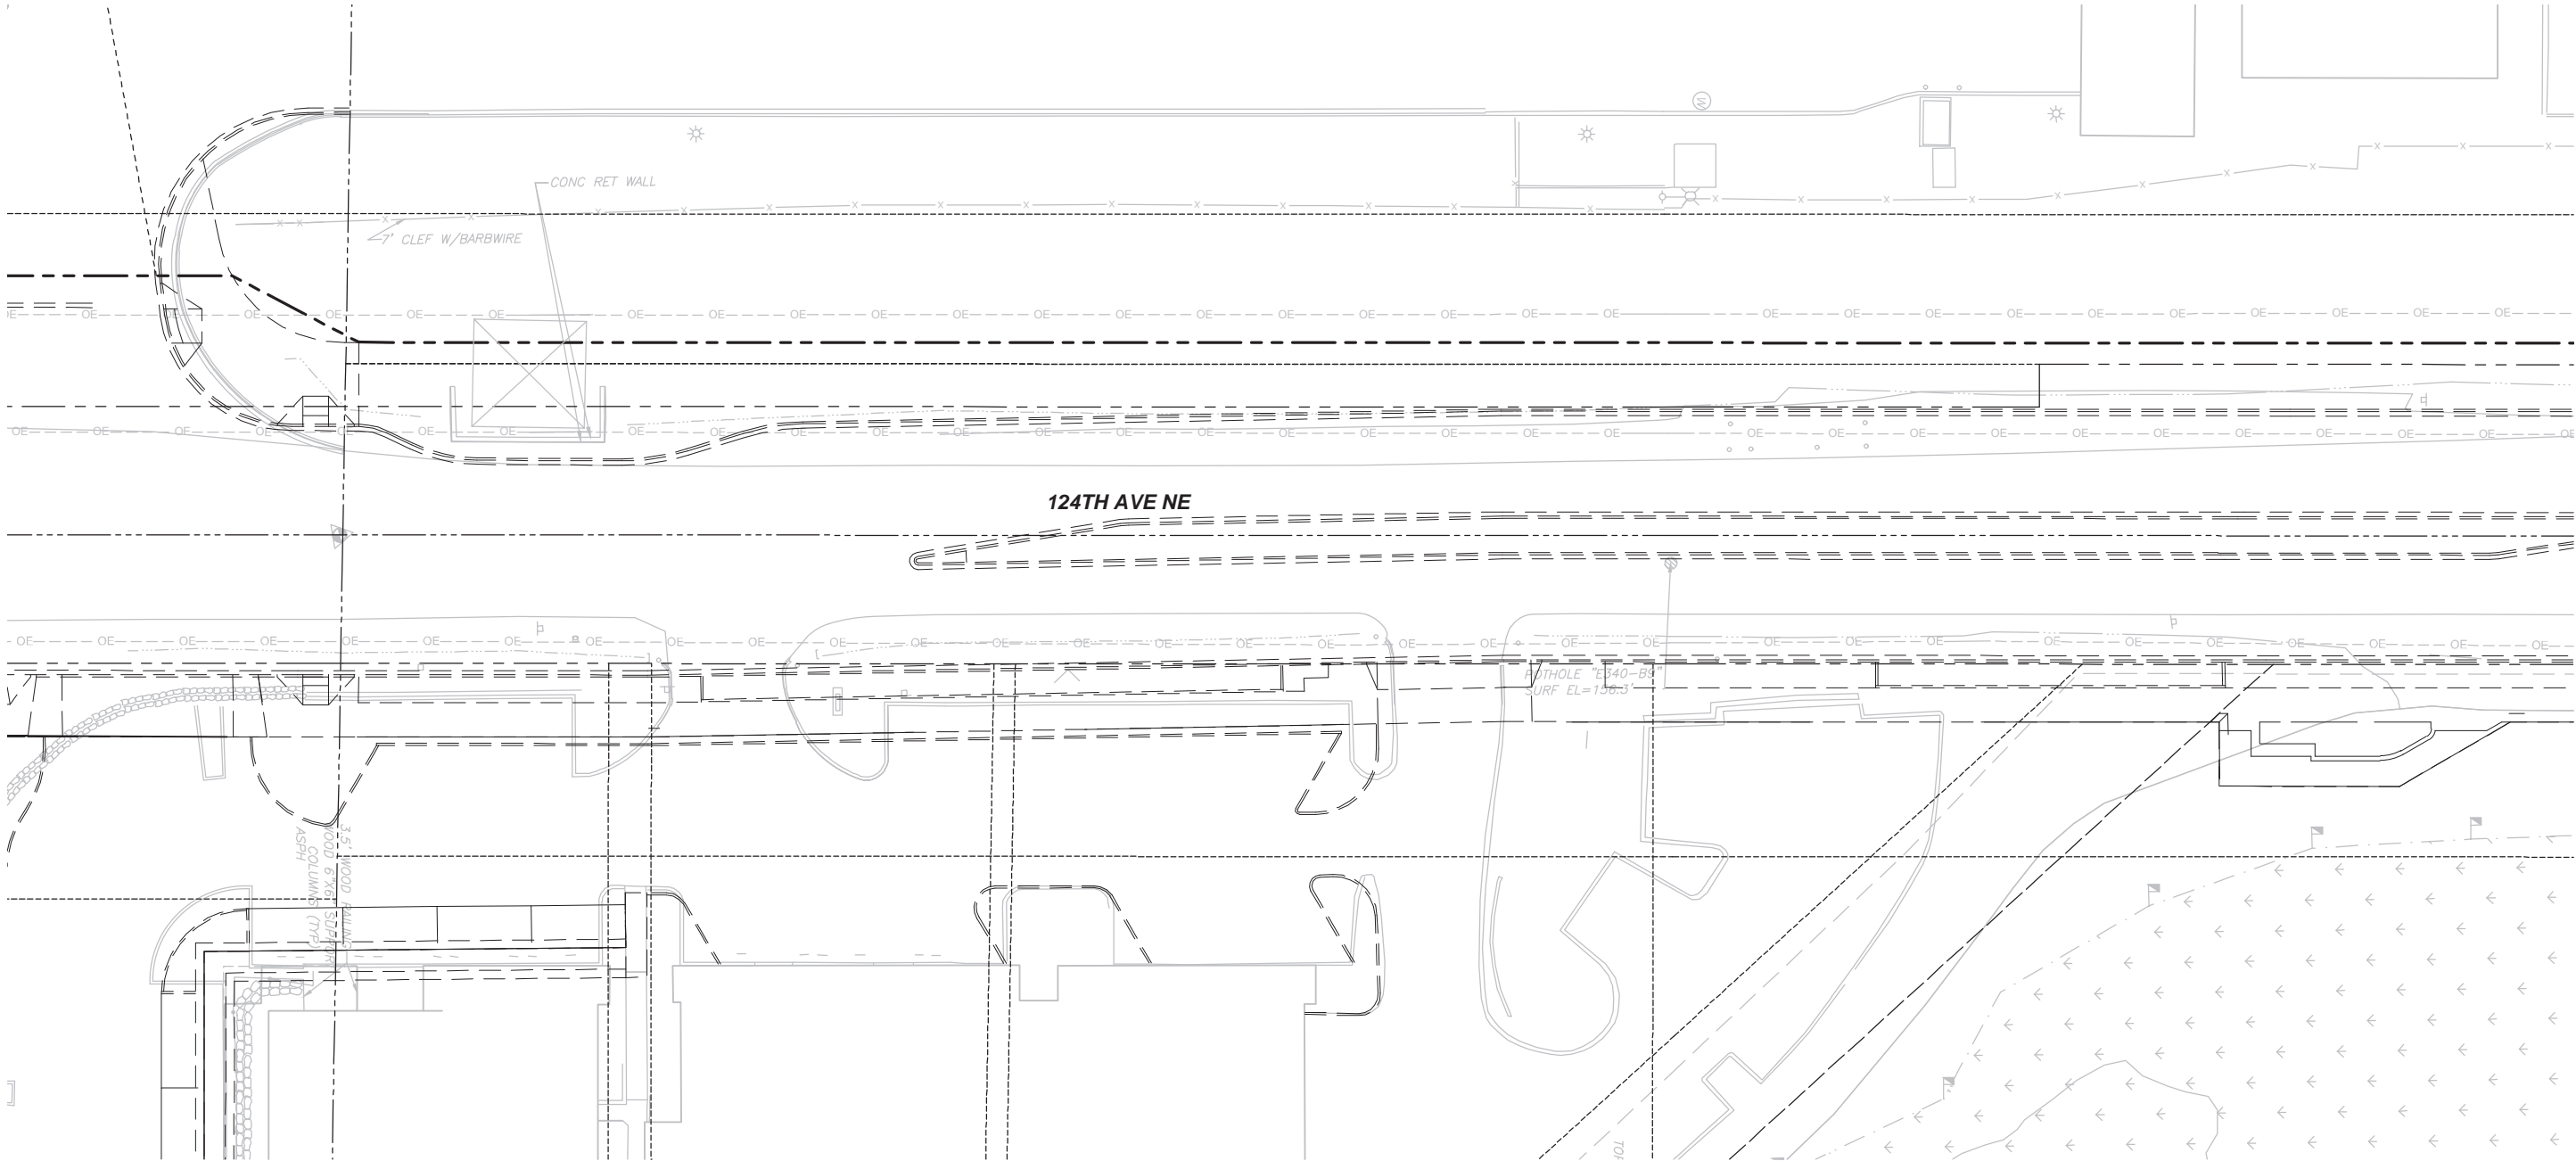 CONC RET WALL
7' CLEF W/BARBWIRE
124TH AVE NE
POTHOLE "E340-B9"
SURF EL=156.3'
3.5' WOOD RAILING
WOOD 6"X6" SUPPORT
COLUMNS (TYP)
ASPH
W
OE
X